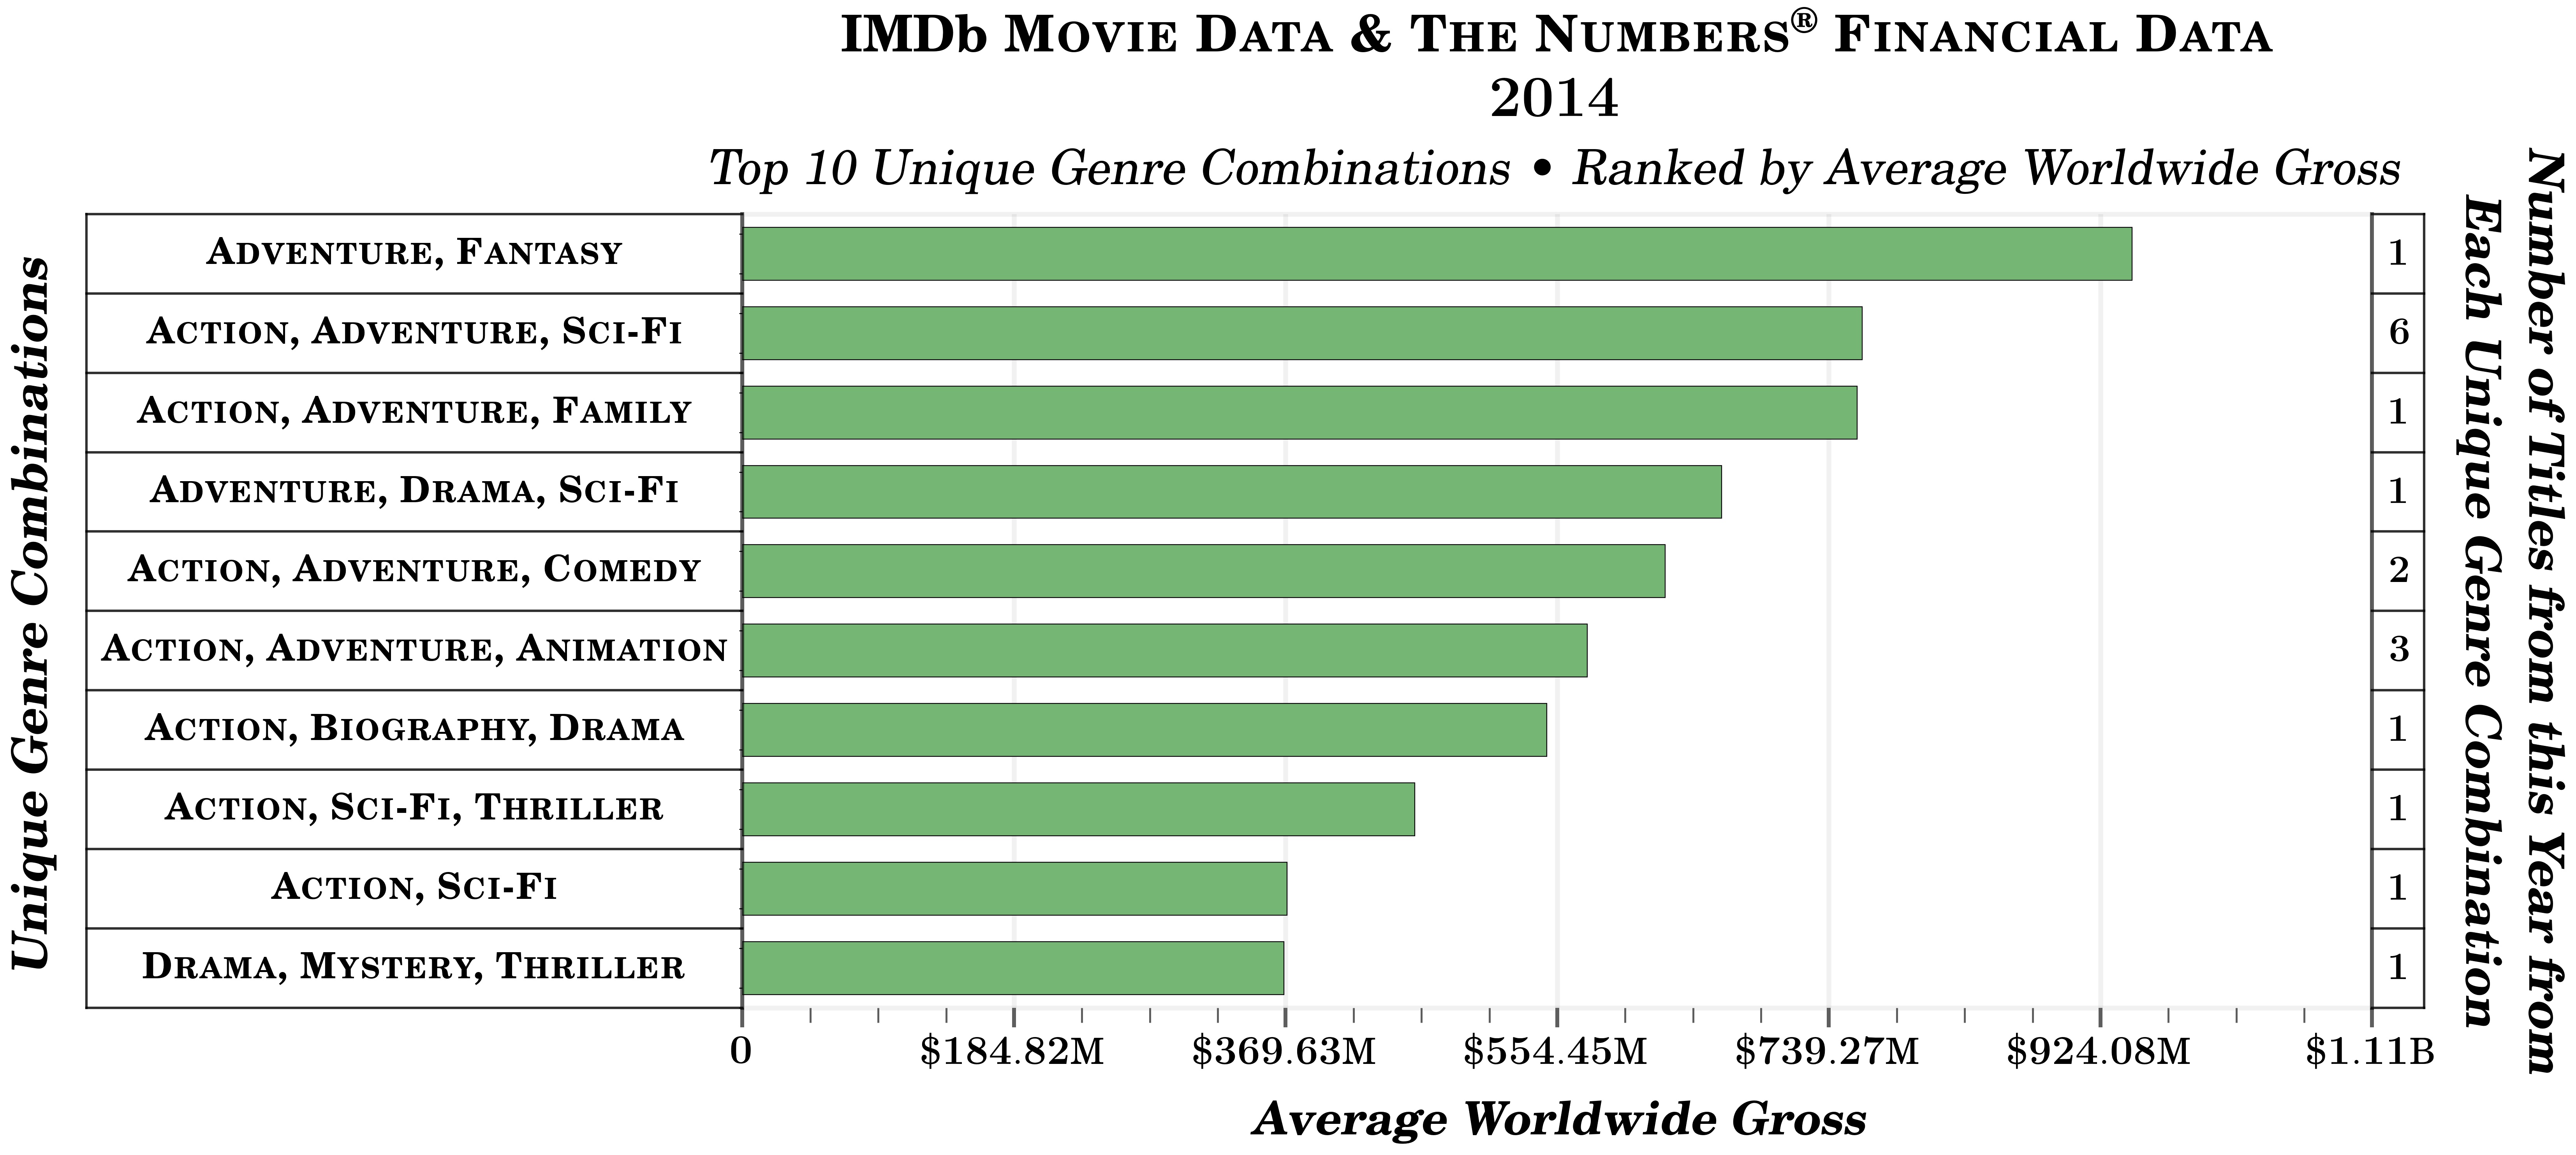 IMDb Movie Data & The Numbers® Financial Data
2014
Top 10 Unique Genre Combinations • Ranked by Average Worldwide Gross
Unique Genre Combinations
Adventure, Fantasy
1
Action, Adventure, Sci-Fi
6
Action, Adventure, Family
1
Adventure, Drama, Sci-Fi
1
Action, Adventure, Comedy
2
Action, Adventure, Animation
3
Action, Biography, Drama
1
Action, Sci-Fi, Thriller
1
Action, Sci-Fi
1
Drama, Mystery, Thriller
1
Number of Titles from this Year from
Each Unique Genre Combination
0 $184.82M $369.63M $554.45M $739.27M $924.08M $1.11B
Average Worldwide Gross